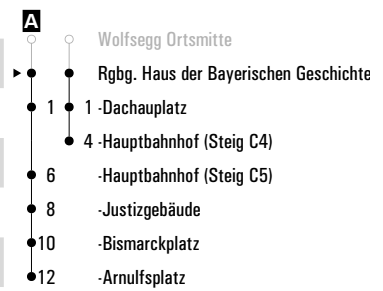 A
Wolfsegg Ortsmitte
Rgbg. Haus der Bayerischen Geschichte
1 1 -Dachauplatz
4 -Hauptbahnhof (Steig C4)
6 -Hauptbahnhof (Steig C5)
8 -Justizgebäude
10 -Bismarckplatz
12 -Arnulfsplatz